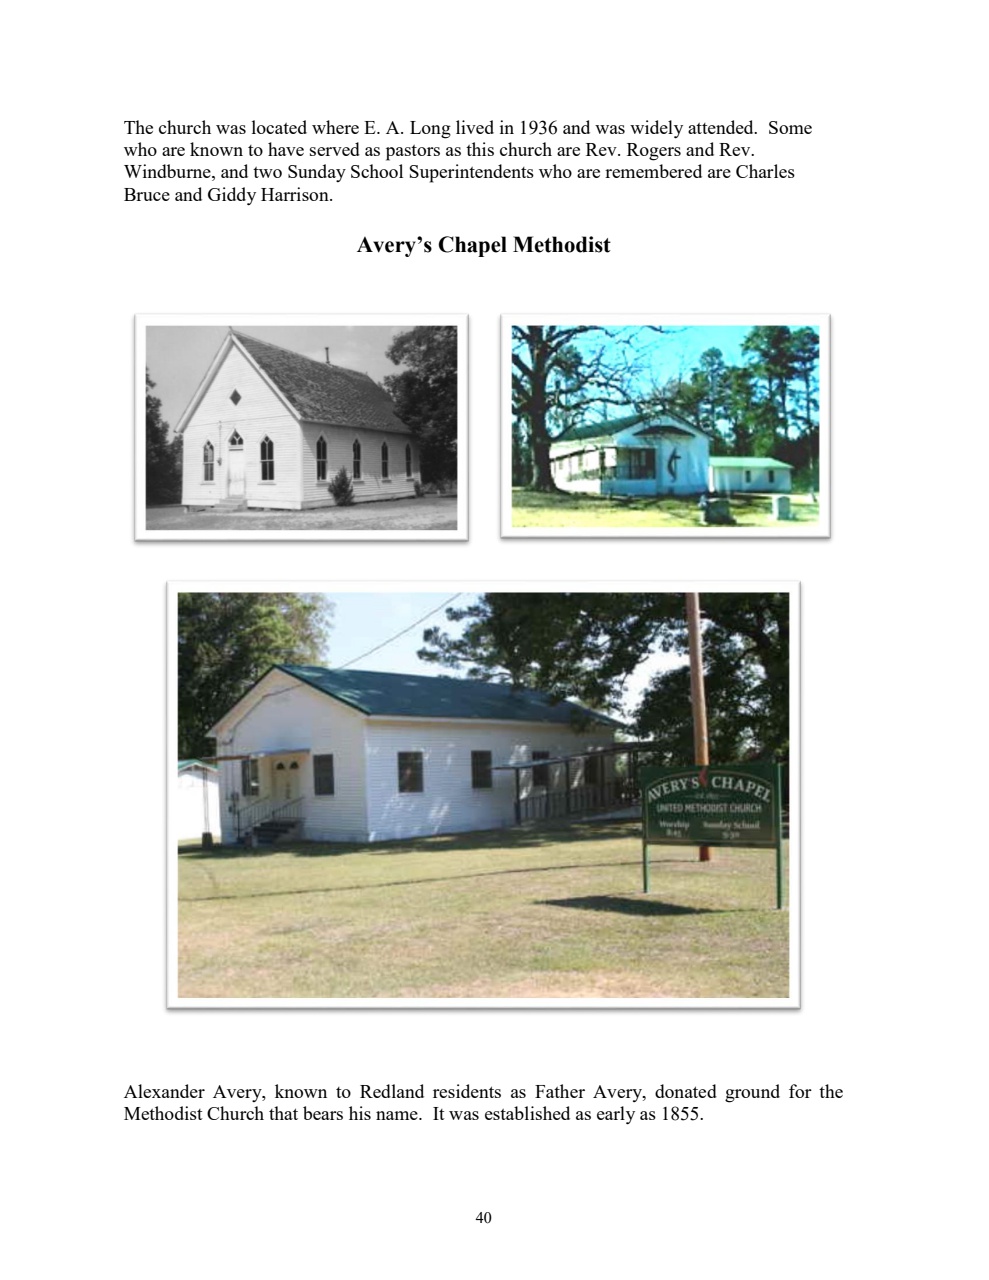 The church was located where E. A. Long lived in 1936 and was widely attended.  Some
who are known to have served as pastors as this church are Rev. Rogers and Rev.
Windburne, and two Sunday School Superintendents who are remembered are Charles
Bruce and Giddy Harrison.
Avery’s Chapel Methodist
AVERY'S CHAPEL
UNITED METHODIST CHURCH
Worship Sunday School
8:45 9:30
Alexander Avery, known to Redland residents as Father Avery, donated ground for the
Methodist Church that bears his name.  It was established as early as 1855.
40